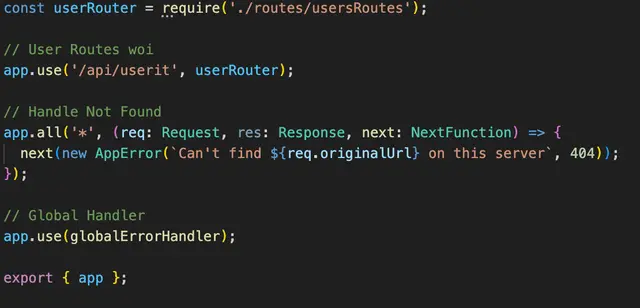 const userRouter = require('./routes/usersRoutes');
// User Routes woi
app.use('/api/userit', userRouter);
// Handle Not Found
app.all('*', (req: Request, res: Response, next: NextFunction) => {
  next(new AppError(`Can't find ${req.originalUrl} on this server`, 404));
});
// Global Handler
app.use(globalErrorHandler);
export { app };